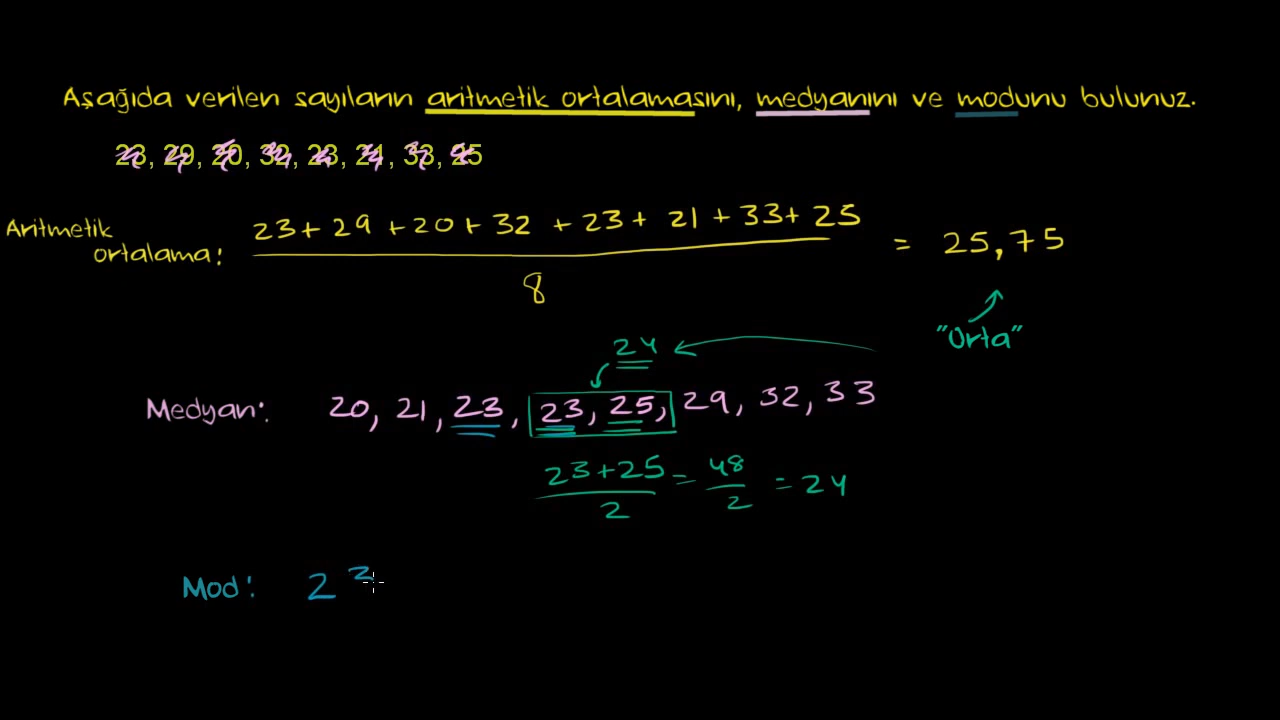 Aşağıda verilen sayıların aritmetik ortalamasını, medyanını ve modunu bulunuz.
23, 29, 20, 32, 23, 21, 33, 25
Aritmetik ortalama: 23 + 29 + 20 + 32 + 23 + 21 + 33 + 25
8
= 25,75
"Orta"
24
Medyan: 20, 21, 23, 23, 25, 29, 32, 33
23+25 / 2 = 48 / 2 = 24
Mod: 2